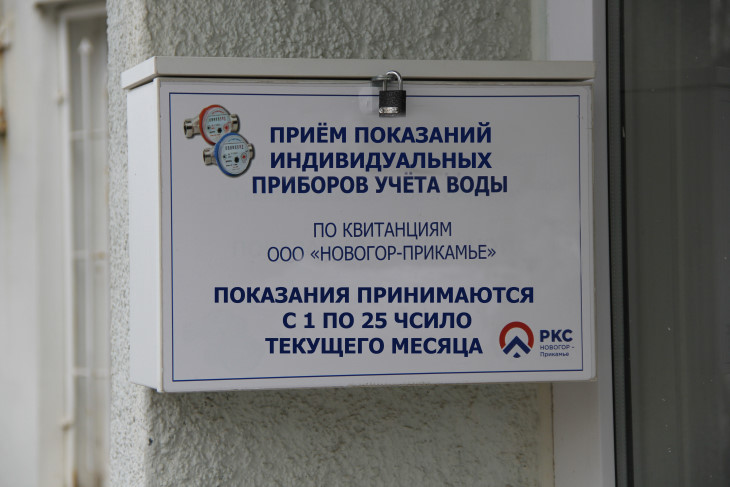 ПРИЁМ ПОКАЗАНИЙ
ИНДИВИДУАЛЬНЫХ
ПРИБОРОВ УЧЁТА ВОДЫ
ПО КВИТАНЦИЯМ
ООО «НОВОГОР-ПРИКАМЬЕ»
ПОКАЗАНИЯ ПРИНИМАЮТСЯ
С 1 ПО 25 ЧСИЛО
ТЕКУЩЕГО МЕСЯЦА
РКС
НОВОГОР –
Прикамье